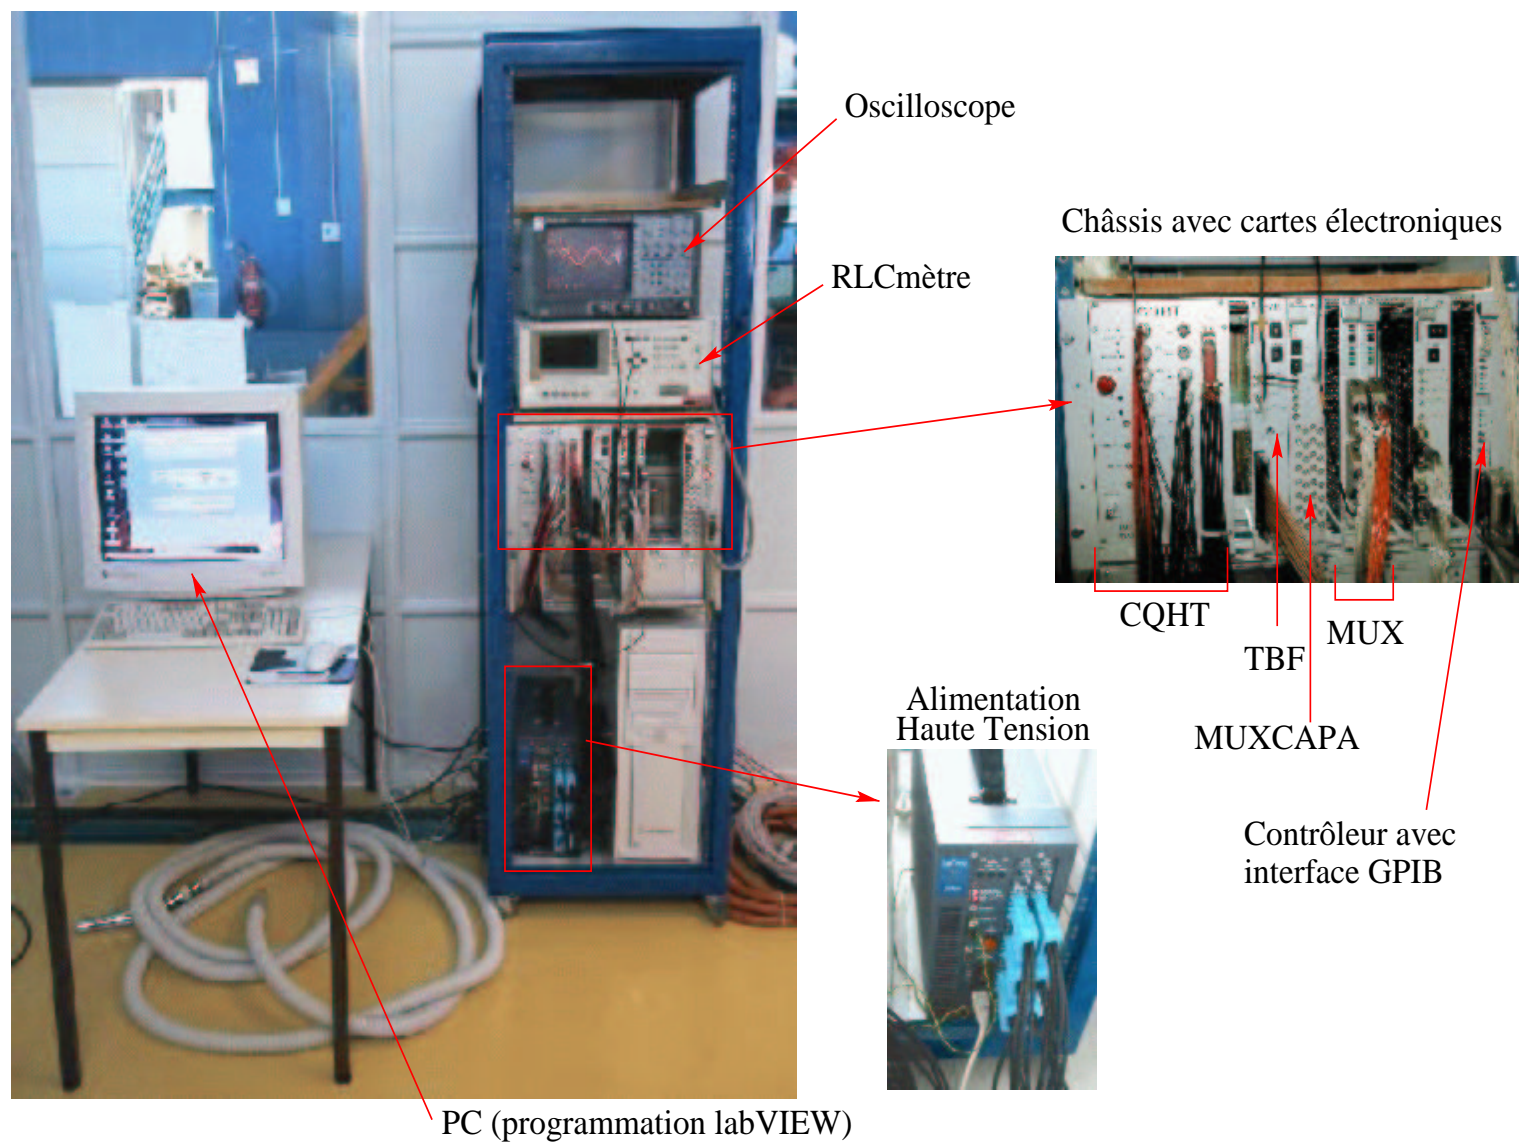 Oscilloscope
Châssis avec cartes électroniques
RLCmètre
CQHT
TBF
MUX
MUXCAPA
Alimentation
Haute Tension
Contrôleur avec
interface GPIB
PC (programmation labVIEW)